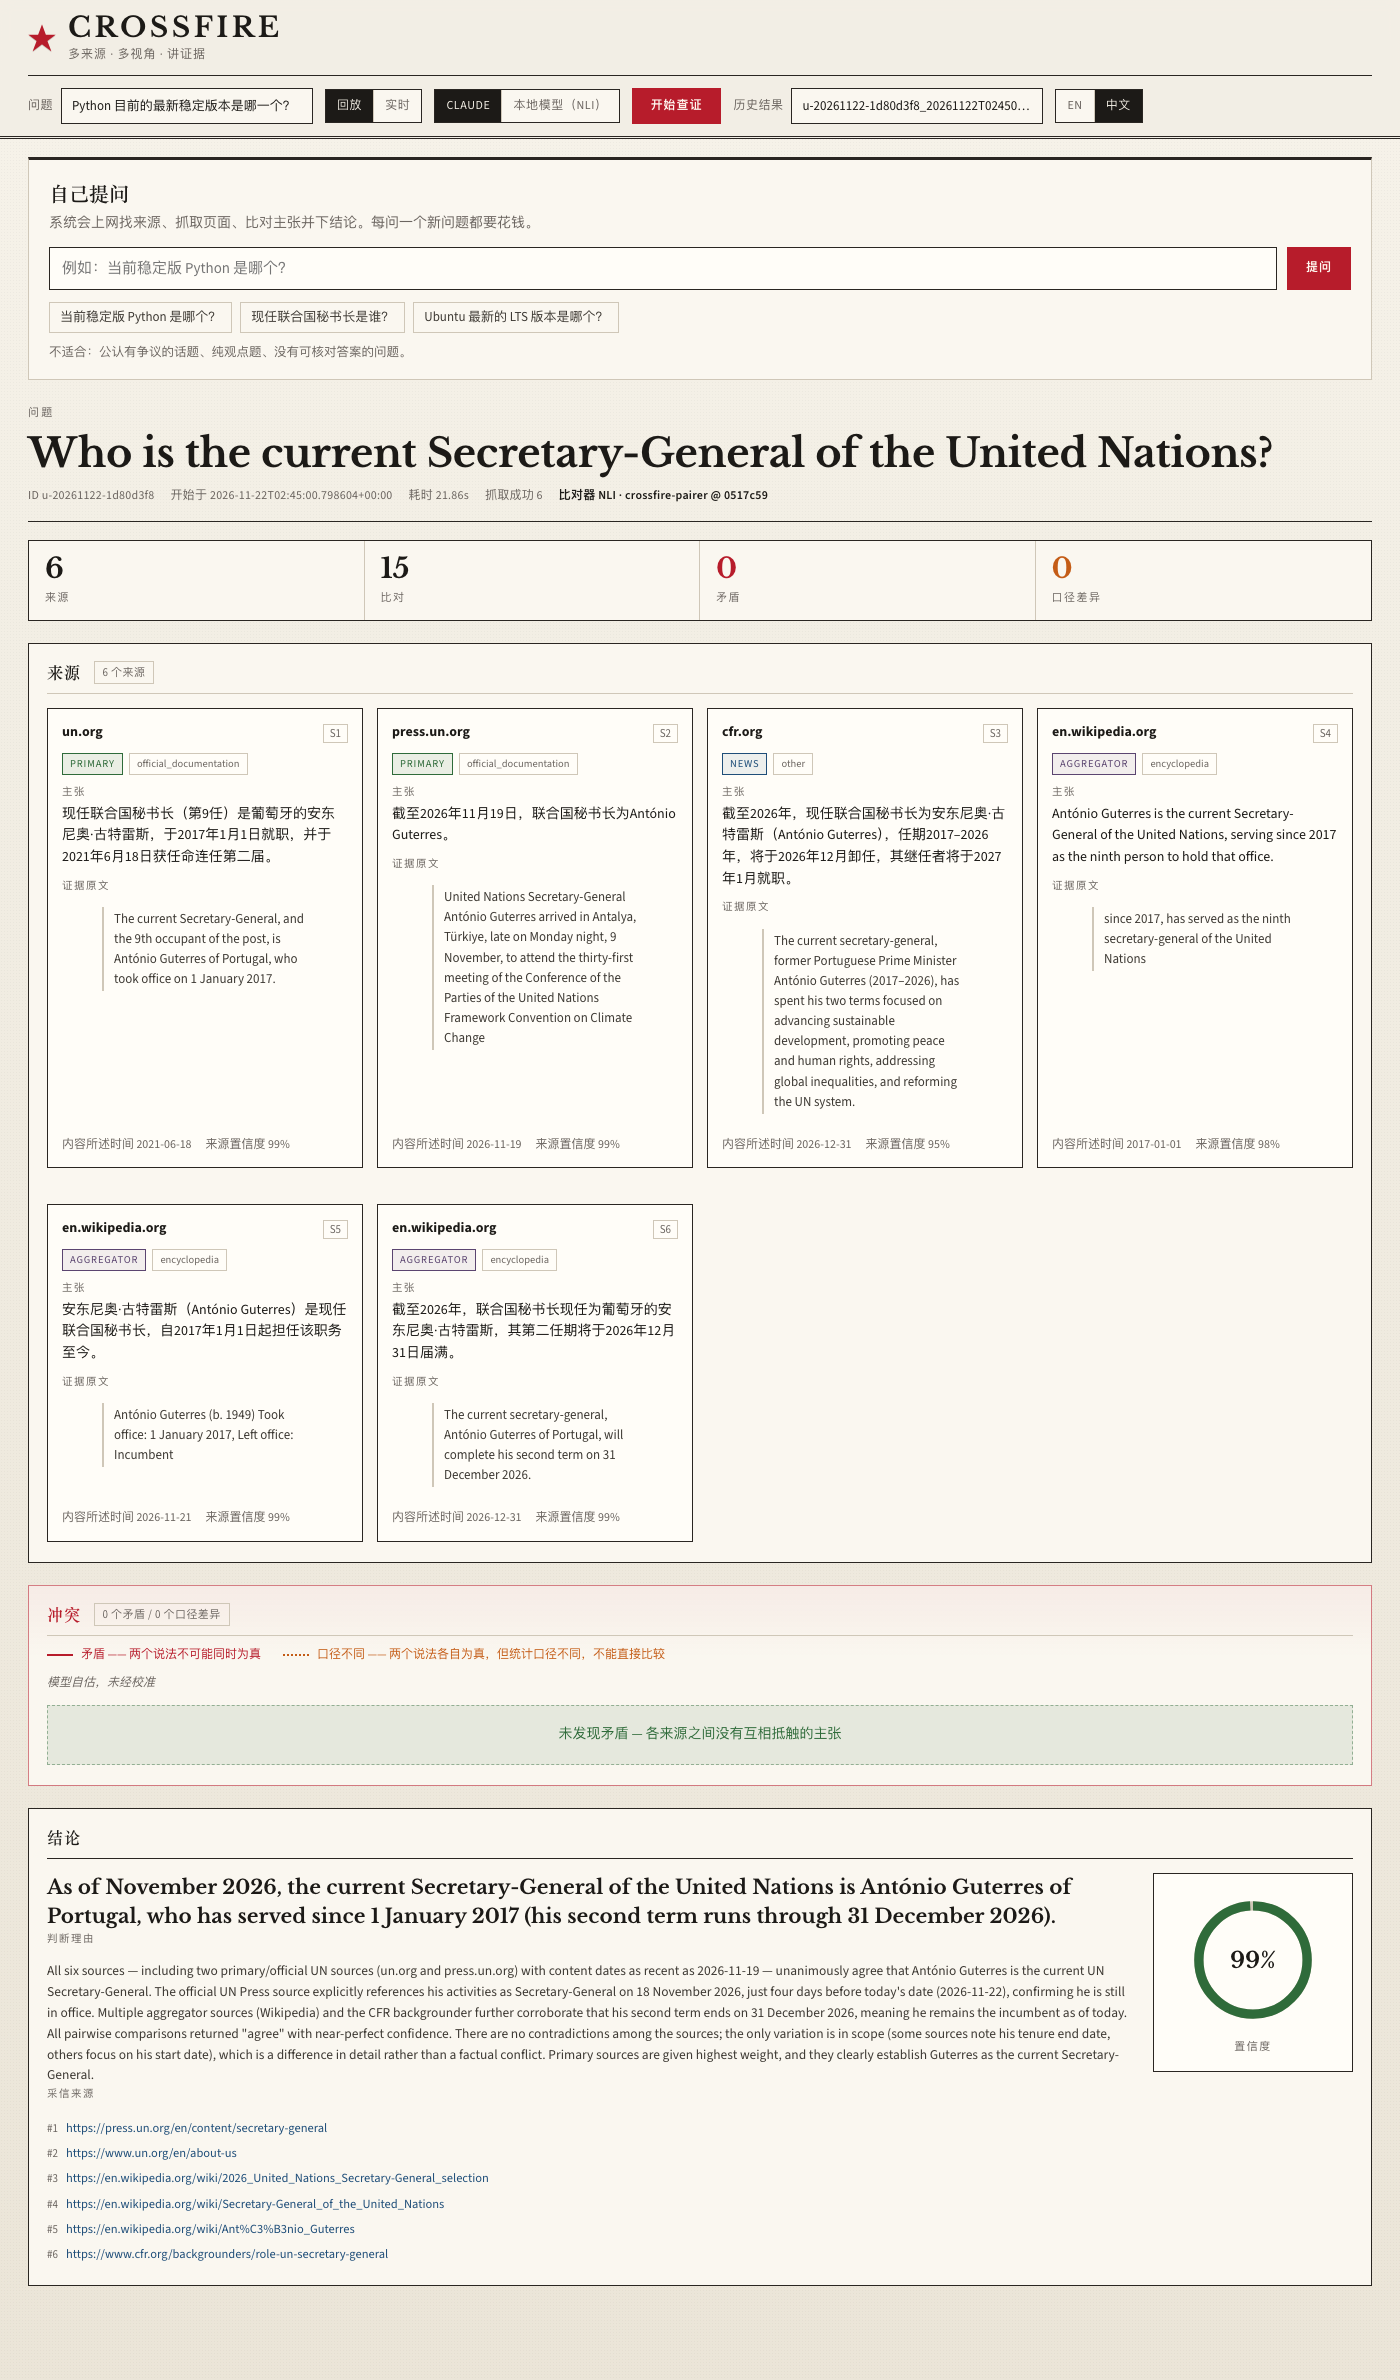 CROSSFIRE
多来源 · 多视角 · 讲证据
问题 Python 目前的最新稳定版本是哪一个? 回放 实时 CLAUDE 本地模型（NLI） 开始查证 历史结果 u-20261122-1d80d3f8_20261122T02450… EN 中文
自己提问
系统会上网找来源、抓取页面、比对主张并下结论。每问一个新问题都要花钱。
例如：当前稳定版 Python 是哪个? 提问
当前稳定版 Python 是哪个? 现任联合国秘书长是谁? Ubuntu 最新的 LTS 版本是哪个?
不适合：公认有争议的话题、纯观点题、没有可核对答案的问题。
问题
Who is the current Secretary-General of the United Nations?
ID u-20261122-1d80d3f8 开始于 2026-11-22T02:45:00.798604+00:00 耗时 21.86s 抓取成功 6 比对器 NLI · crossfire-pairer @ 0517c59
6
来源
15
比对
0
矛盾
0
口径差异
来源 6 个来源
un.org S1
PRIMARY official_documentation
主张
现任联合国秘书长（第9任）是葡萄牙的安东
尼奥·古特雷斯，于2017年1月1日就职，并于
2021年6月18日获任命连任第二届。
证据原文
The current Secretary-General, and
the 9th occupant of the post, is
António Guterres of Portugal, who
took office on 1 January 2017.
内容所述时间 2021-06-18 来源置信度 99%
press.un.org S2
PRIMARY official_documentation
主张
截至2026年11月19日，联合国秘书长为António
Guterres。
证据原文
United Nations Secretary-General
António Guterres arrived in Antalya,
Türkiye, late on Monday night, 9
November, to attend the thirty-first
meeting of the Conference of the
Parties of the United Nations
Framework Convention on Climate
Change
内容所述时间 2026-11-19 来源置信度 99%
cfr.org S3
NEWS other
主张
截至2026年，现任联合国秘书长为安东尼奥·古
特雷斯（António Guterres），任期2017–2026
年，将于2026年12月卸任，其继任者将于2027
年1月就职。
证据原文
The current secretary-general,
former Portuguese Prime Minister
António Guterres (2017–2026), has
spent his two terms focused on
advancing sustainable
development, promoting peace
and human rights, addressing
global inequalities, and reforming
the UN system.
内容所述时间 2026-12-31 来源置信度 95%
en.wikipedia.org S4
AGGREGATOR encyclopedia
主张
António Guterres is the current Secretary-
General of the United Nations, serving since 2017
as the ninth person to hold that office.
证据原文
since 2017, has served as the ninth
secretary-general of the United
Nations
内容所述时间 2017-01-01 来源置信度 98%
en.wikipedia.org S5
AGGREGATOR encyclopedia
主张
安东尼奥·古特雷斯（António Guterres）是现任
联合国秘书长，自2017年1月1日起担任该职务
至今。
证据原文
António Guterres (b. 1949) Took
office: 1 January 2017, Left office:
Incumbent
内容所述时间 2026-11-21 来源置信度 99%
en.wikipedia.org S6
AGGREGATOR encyclopedia
主张
截至2026年，联合国秘书长现任为葡萄牙的安
东尼奥·古特雷斯，其第二任期将于2026年12月
31日届满。
证据原文
The current secretary-general,
António Guterres of Portugal, will
complete his second term on 31
December 2026.
内容所述时间 2026-12-31 来源置信度 99%
冲突 0 个矛盾 / 0 个口径差异
矛盾 —— 两个说法不可能同时为真 口径不同 —— 两个说法各自为真，但统计口径不同，不能直接比较
模型自估，未经校准
未发现矛盾 — 各来源之间没有互相抵触的主张
结论
As of November 2026, the current Secretary-General of the United Nations is António Guterres of
Portugal, who has served since 1 January 2017 (his second term runs through 31 December 2026).
判断理由
All six sources — including two primary/official UN sources (un.org and press.un.org) with content dates as recent as 2026-11-19 — unanimously agree that António Guterres is the current UN
Secretary-General. The official UN Press source explicitly references his activities as Secretary-General on 18 November 2026, just four days before today's date (2026-11-22), confirming he is still
in office. Multiple aggregator sources (Wikipedia) and the CFR backgrounder further corroborate that his second term ends on 31 December 2026, meaning he remains the incumbent as of today.
All pairwise comparisons returned "agree" with near-perfect confidence. There are no contradictions among the sources; the only variation is in scope (some sources note his tenure end date,
others focus on his start date), which is a difference in detail rather than a factual conflict. Primary sources are given highest weight, and they clearly establish Guterres as the current Secretary-
General.
99%
置信度
采信来源
#1 https://press.un.org/en/content/secretary-general
#2 https://www.un.org/en/about-us
#3 https://en.wikipedia.org/wiki/2026_United_Nations_Secretary-General_selection
#4 https://en.wikipedia.org/wiki/Secretary-General_of_the_United_Nations
#5 https://en.wikipedia.org/wiki/Ant%C3%B3nio_Guterres
#6 https://www.cfr.org/backgrounders/role-un-secretary-general